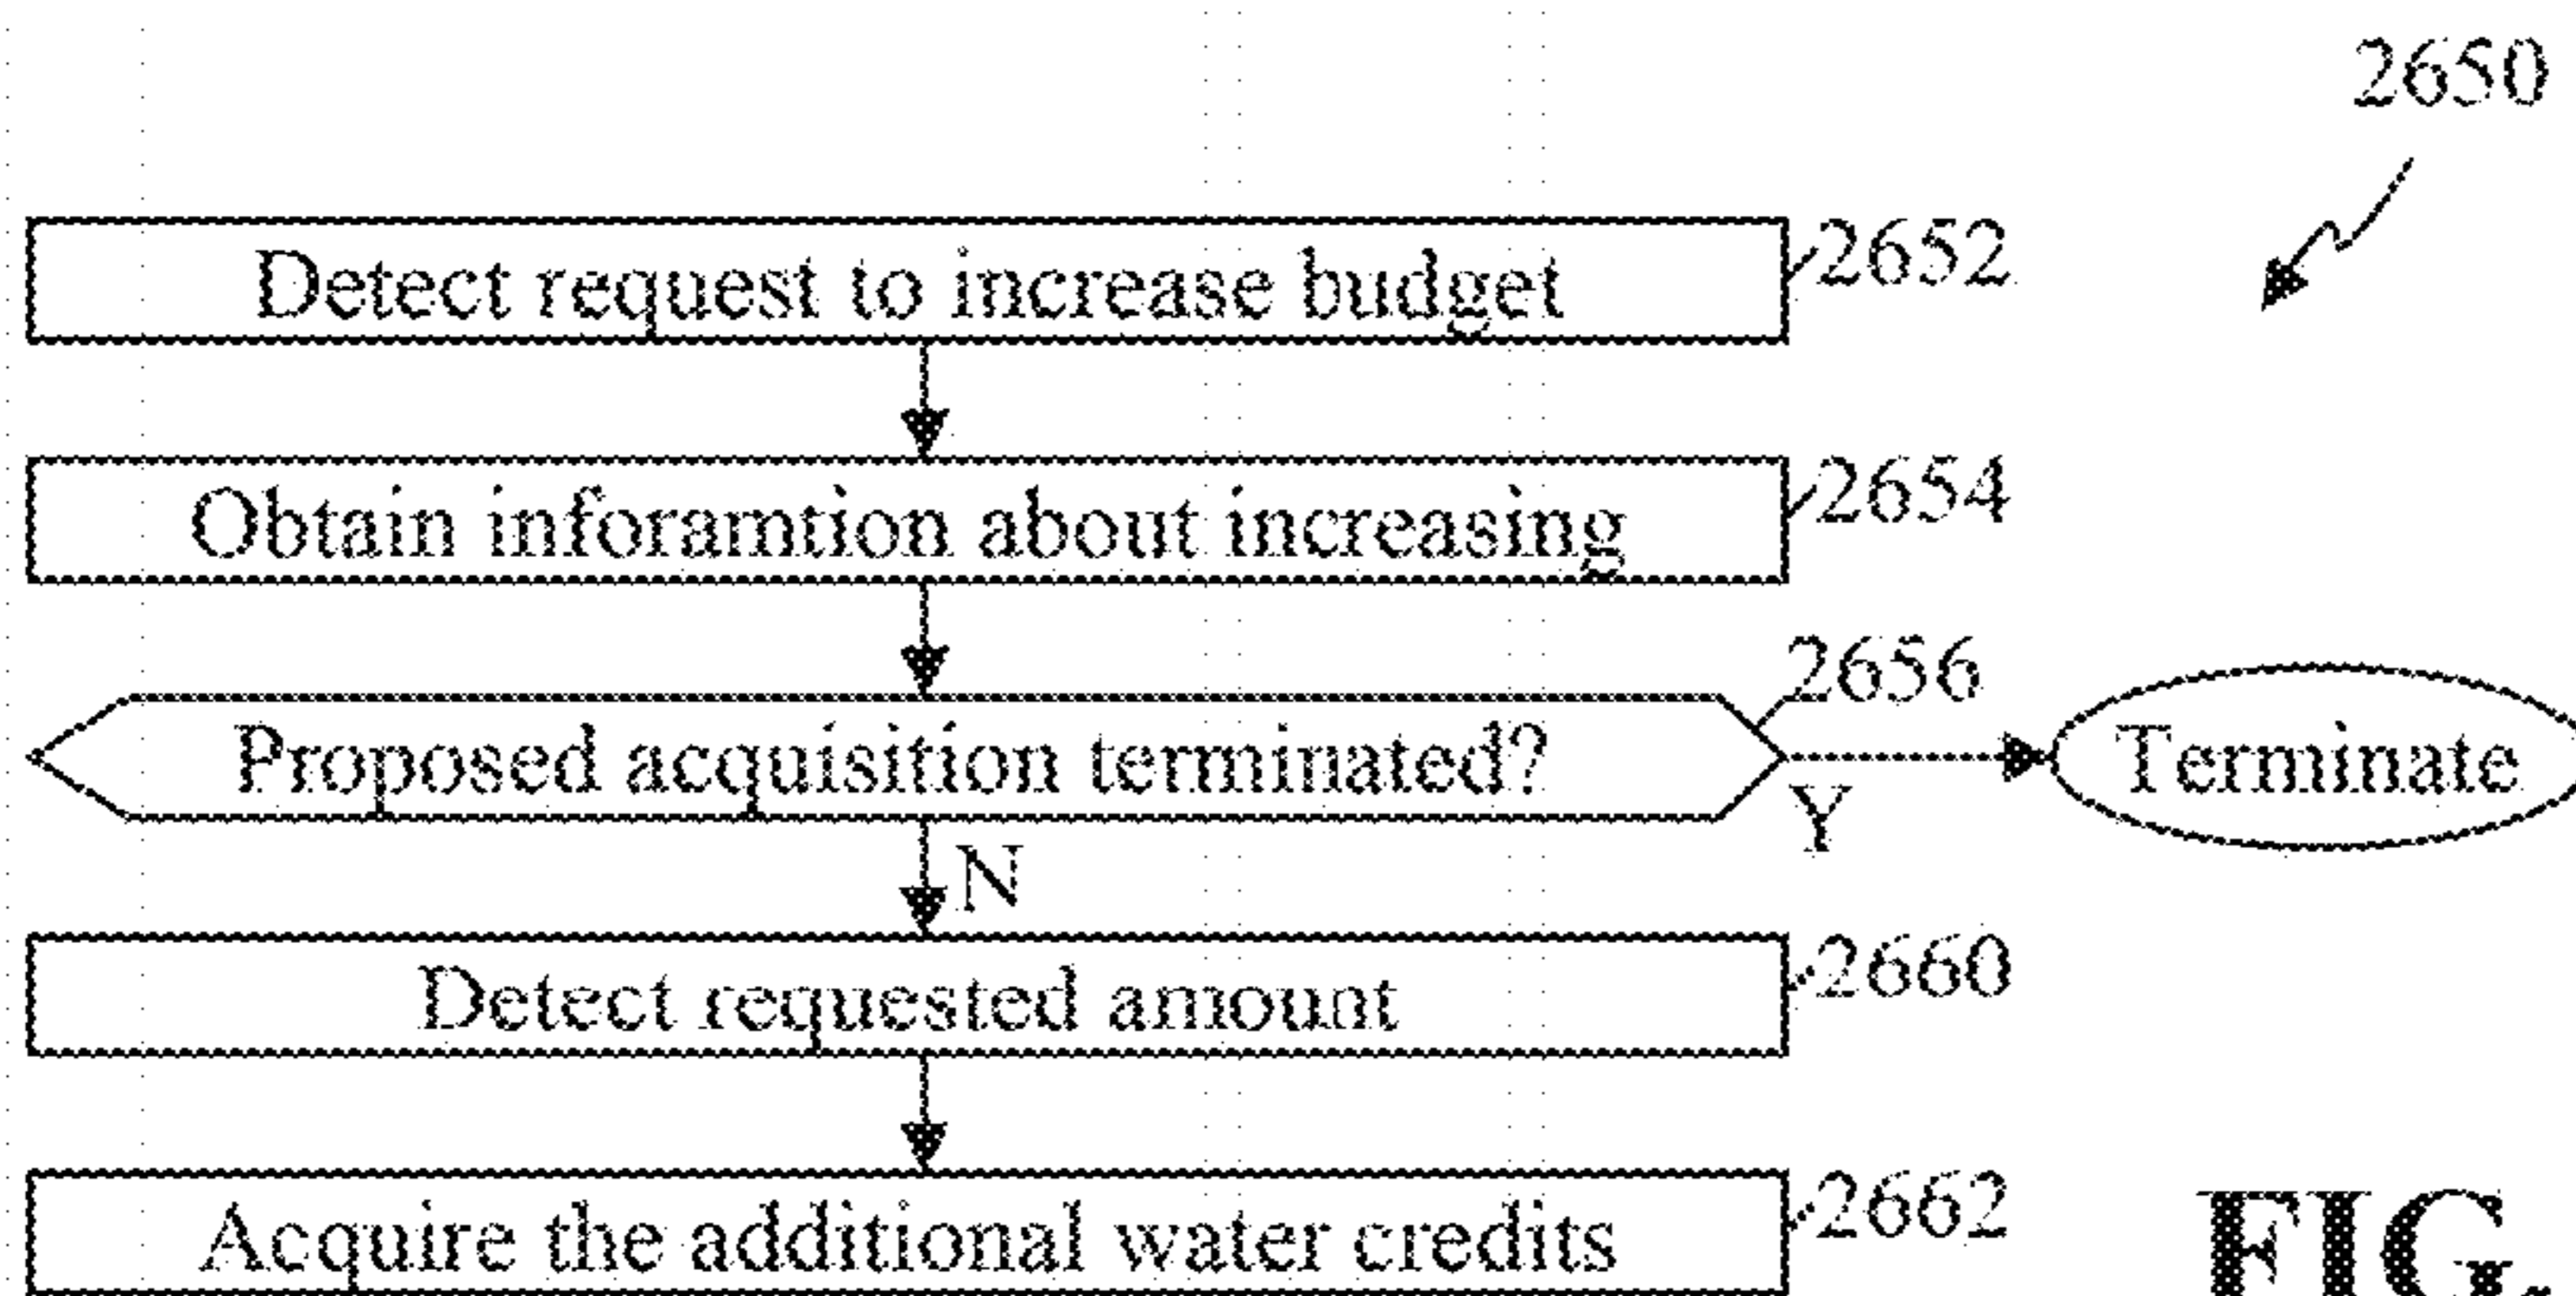 2650
Detect request to increase budget
2652
Obtain inforamtion about increasing
2654
2656
Proposed acquisition terminated?
Terminate
Y
N
Detect requested amount
2660
Acquire the additional water credits
2662
FIG.